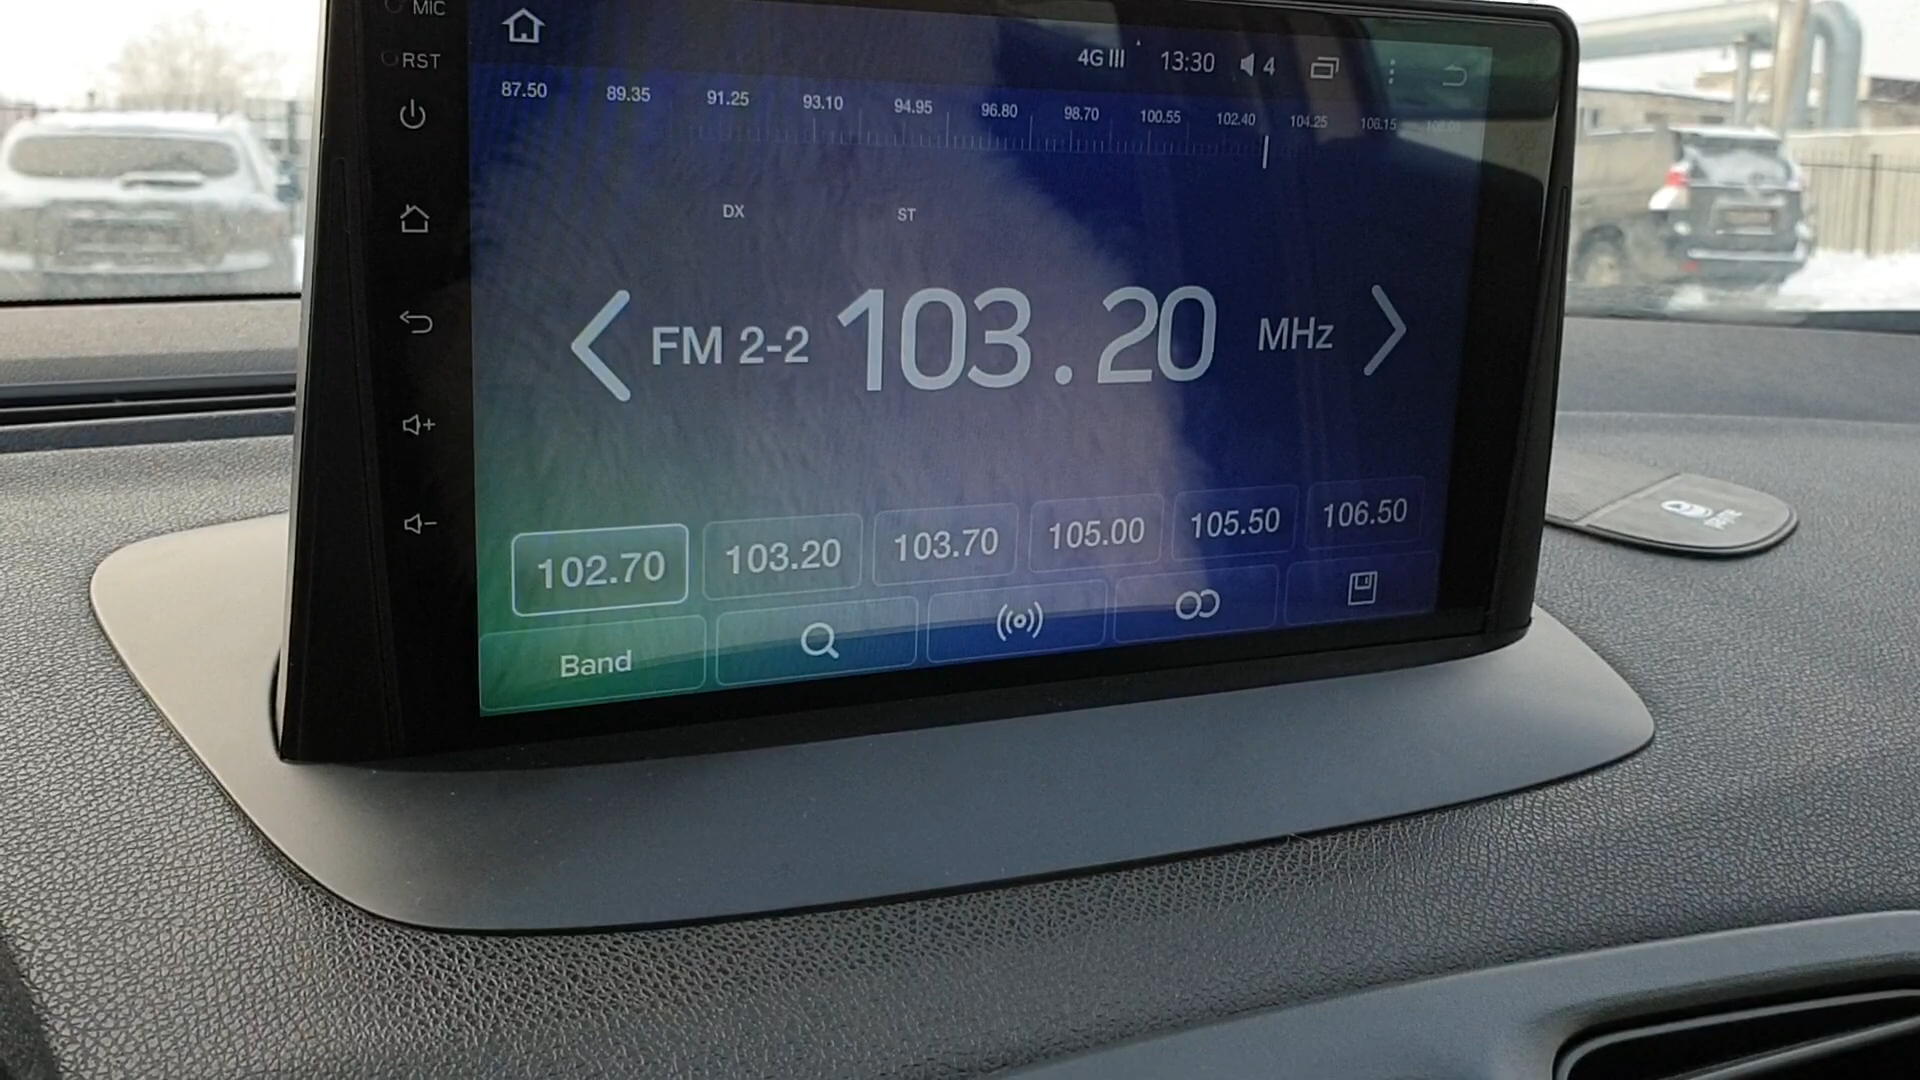 MIC
RST
4G 13:30 4
87.50 89.35 91.25 93.10 94.95 96.80 98.70 100.55 102.40 104.25 106.15 108.00
DX ST
FM 2-2 103.20 MHz
102.70 103.20 103.70 105.00 105.50 106.50
Band